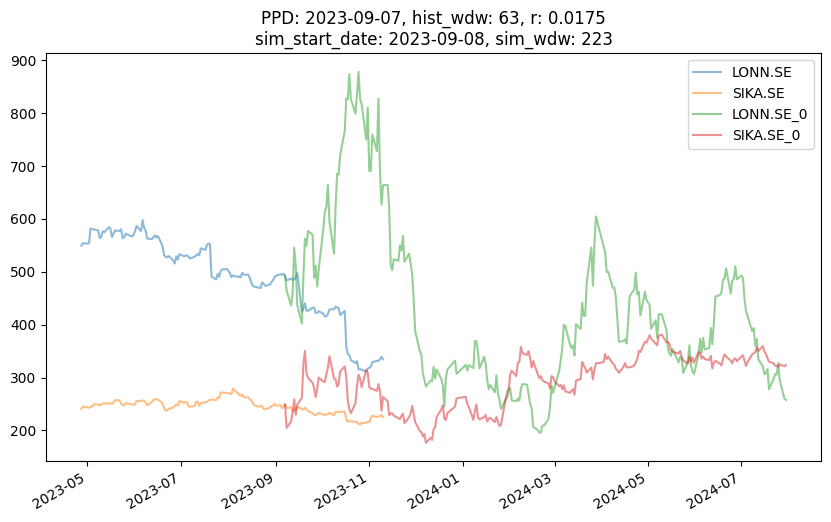 PPD: 2023-09-07, hist_wdw: 63, r: 0.0175
sim_start_date: 2023-09-08, sim_wdw: 223
900
800
700
600
500
400
300
200
LONN.SE
SIKA.SE
LONN.SE_0
SIKA.SE_0
2023-05
2023-07
2023-09
2023-11
2024-01
2024-03
2024-05
2024-07